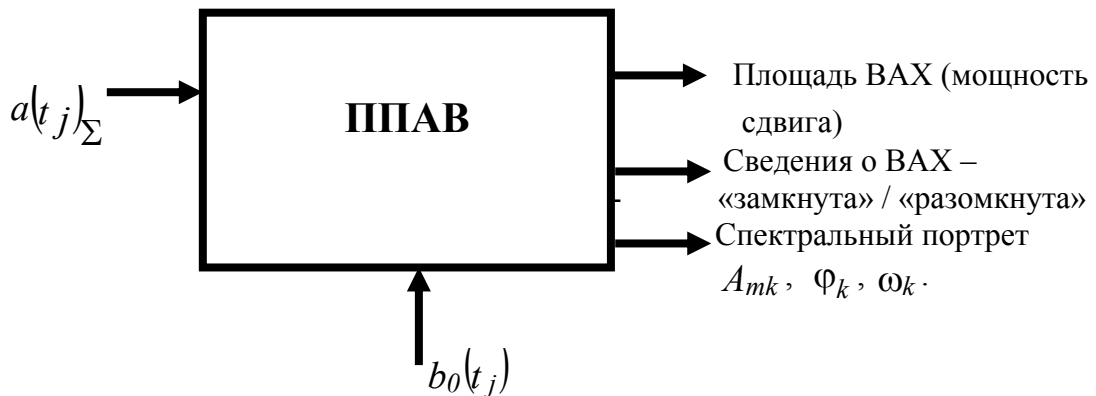 a(t j)Σ
ППАВ
Площадь ВАХ (мощность
сдвига)
Сведения о ВАХ –
«замкнута» / «разомкнута»
Спектральный портрет
Amk , φk , ωk .
b0(t j)